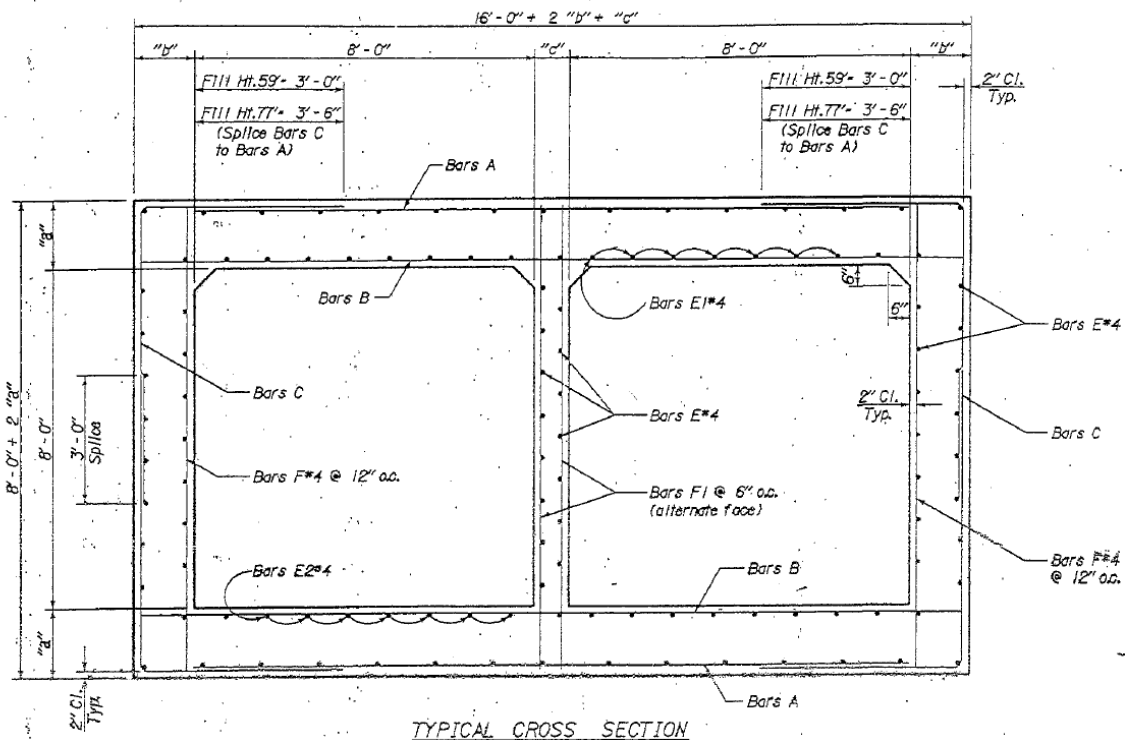 16'-0" + 2 "b" + "c"
"b"
8'-0"
"c"
8'-0"
"b"
Fill Ht.59'- 3'-0"
Fill Ht.77'- 3'-6"
(Splice Bars C
to Bars A)
Fill Ht.59'- 3'-0"
Fill Ht.77'- 3'-6"
(Splice Bars C
to Bars A)
2" Cl.
Typ.
Bars A
"a"
Bars B
Bars E1#4
6"
6"
Bars E#4
Bars C
Bars E#4
2" Cl.
Typ.
Bars C
8'-0" + 2 "a"
8'-0"
3'-0"
Splice
Bars F#4 @ 12" o.c.
Bars F1 @ 6" o.c.
(alternate face)
Bars E2#4
Bars B
Bars F#4
@ 12" o.c.
"a"
2" Cl.
Typ.
Bars A
TYPICAL CROSS SECTION